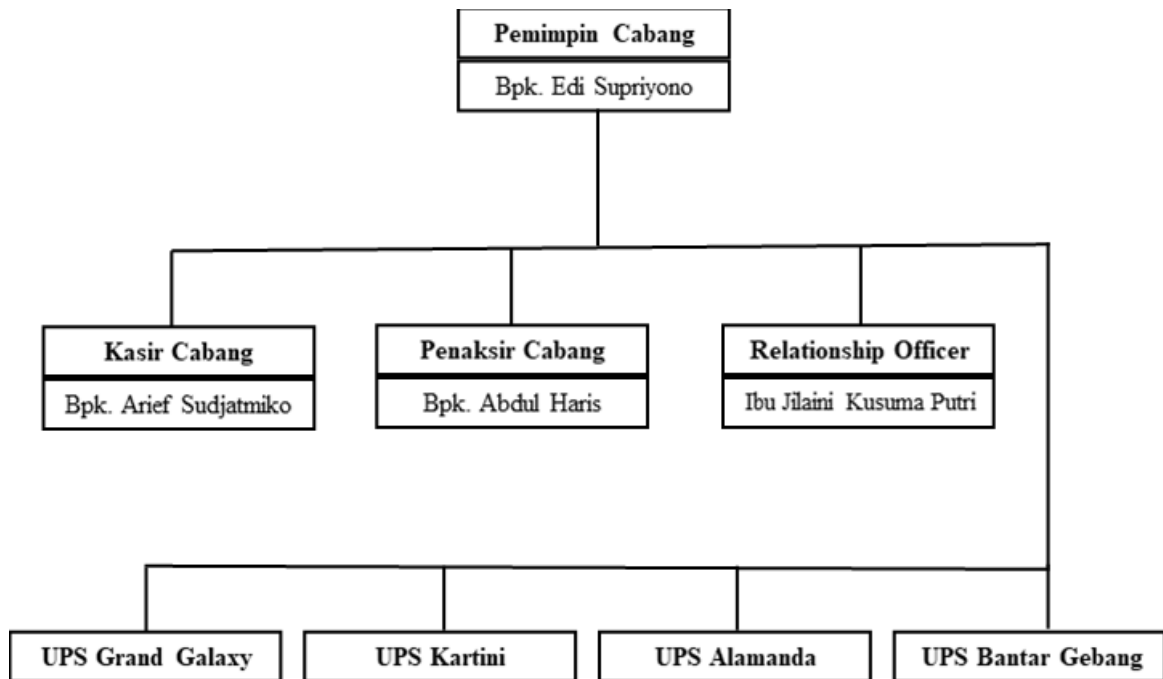 Pemimpin Cabang
Bpk. Edi Supriyono
Kasir Cabang
Bpk. Arief Sudjatmiko
Penaksir Cabang
Bpk. Abdul Haris
Relationship Officer
Ibu Jilaini Kusuma Putri
UPS Grand Galaxy
UPS Kartini
UPS Alamanda
UPS Bantar Gebang